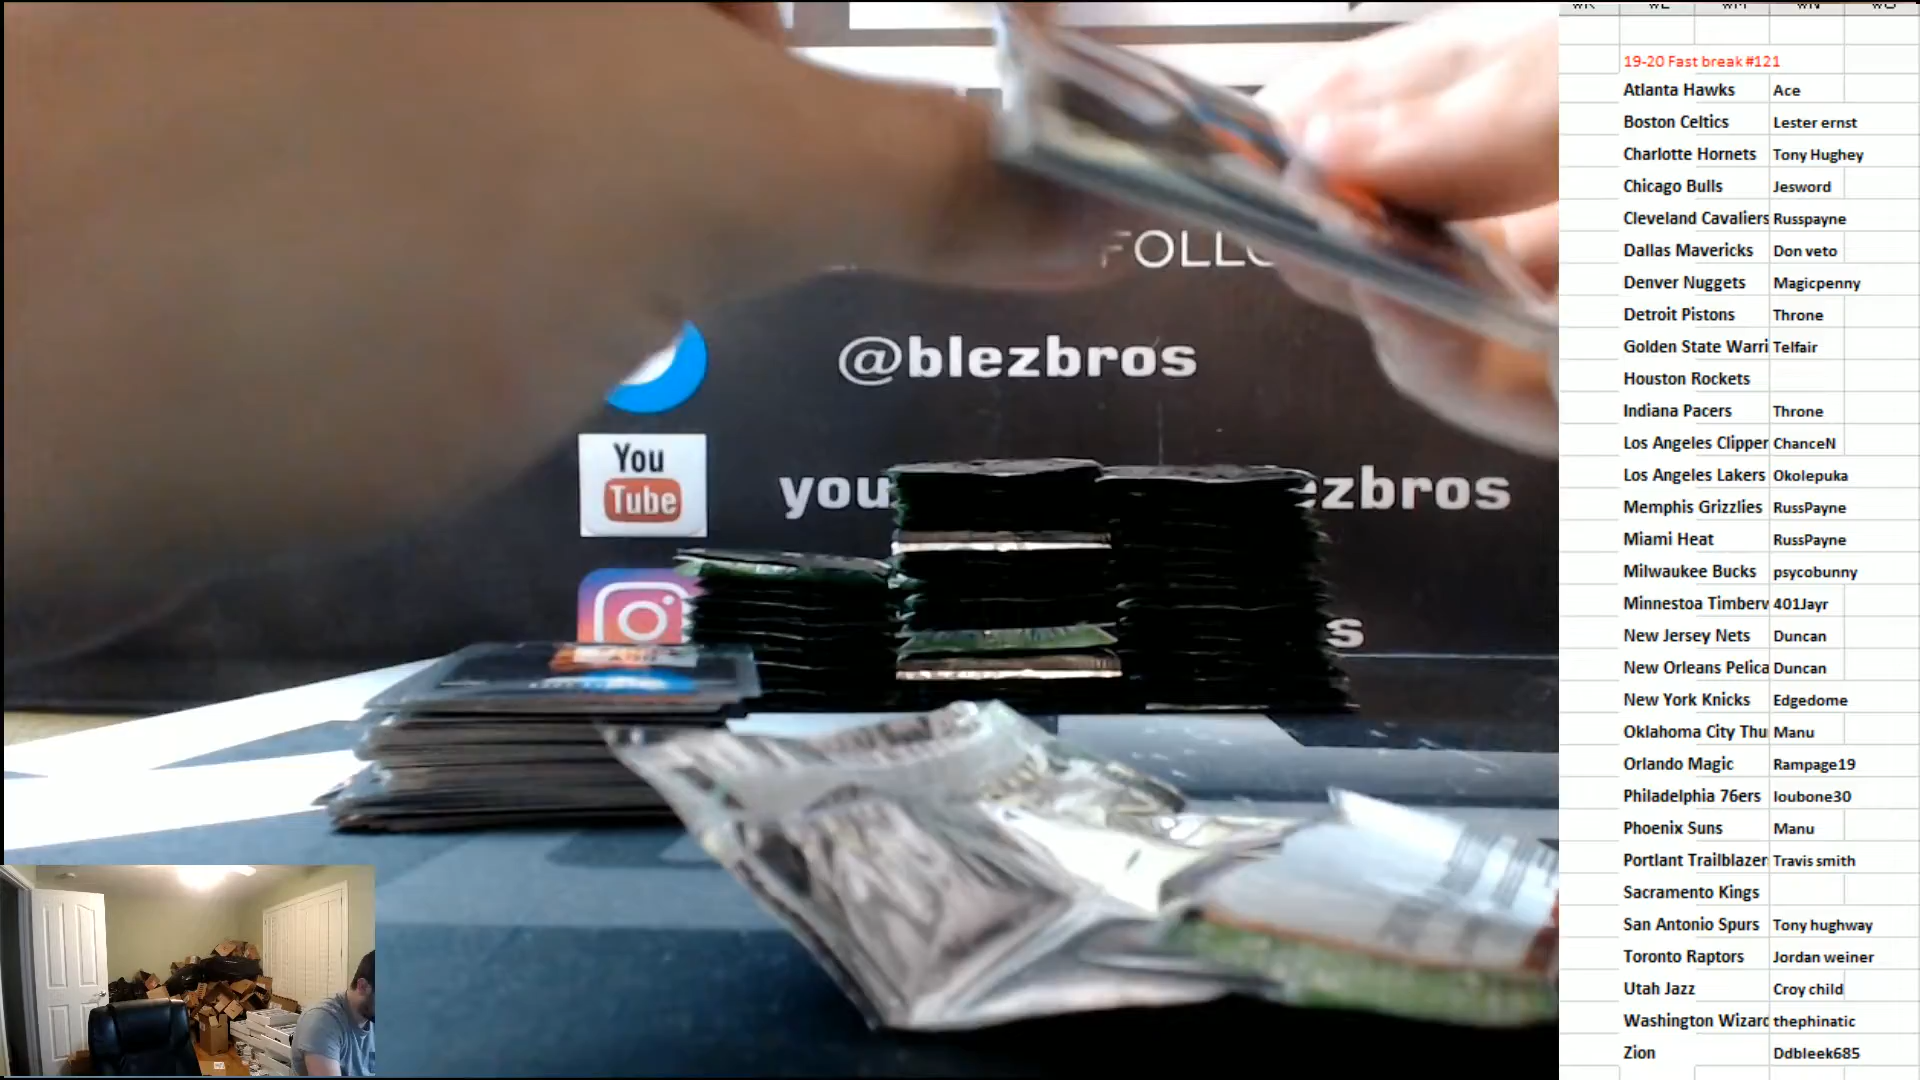 19-20 Fast break #121
Atlanta Hawks Ace
Boston Celtics Lester ernst
Charlotte Hornets Tony Hughey
Chicago Bulls Jesword
Cleveland Cavaliers Russpayne
Dallas Mavericks Don veto
Denver Nuggets Magicpenny
Detroit Pistons Throne
Golden State Warri Telfair
Houston Rockets
Indiana Pacers Throne
Los Angeles Clipper ChanceN
Los Angeles Lakers Okolepuka
Memphis Grizzlies RussPayne
Miami Heat RussPayne
Milwaukee Bucks psycobunny
Minnestoa Timberw 401Jayr
New Jersey Nets Duncan
New Orleans Pelica Duncan
New York Knicks Edgedome
Oklahoma City Thu Manu
Orlando Magic Rampage19
Philadelphia 76ers loubone30
Phoenix Suns Manu
Portlant Trailblazer Travis smith
Sacramento Kings
San Antonio Spurs Tony hughway
Toronto Raptors Jordan weiner
Utah Jazz Croy child
Washington Wizard thephinatic
Zion Ddbleek685
FOLLO
@blezbros
You Tube
you ezbros
s